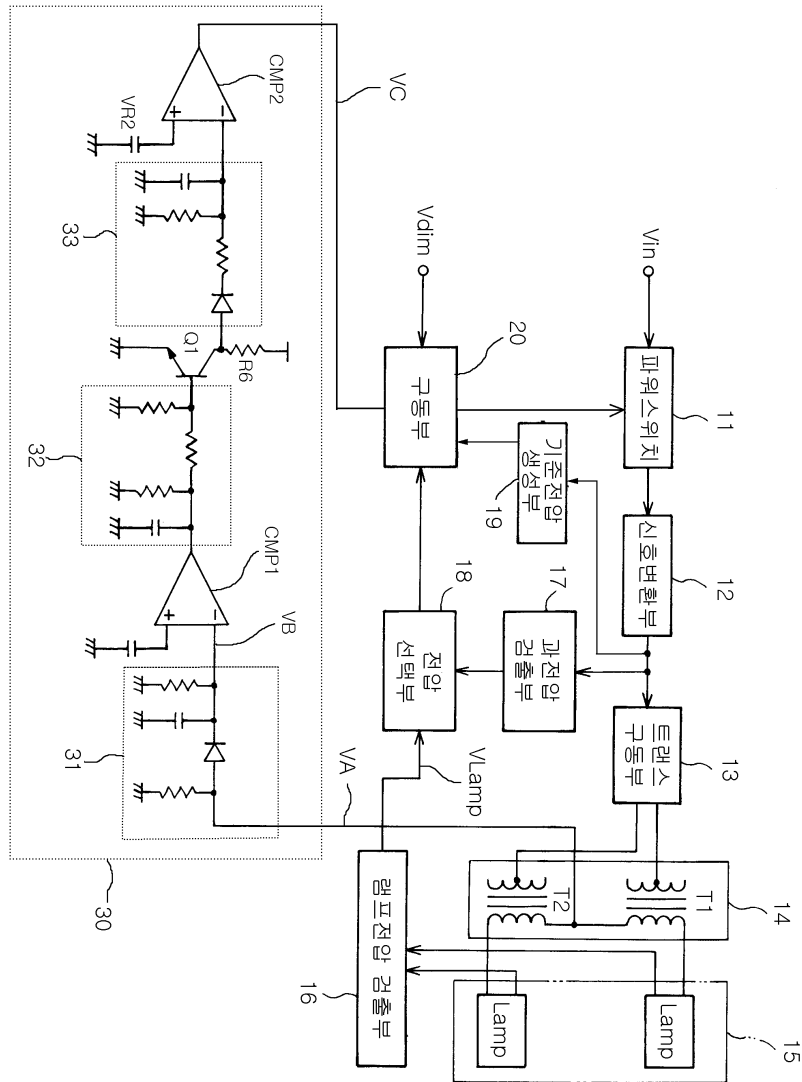 Vin
파워스위치
11
신호변환부
12
트랜스
구동부
13
T1
T2
14
Lamp
Lamp
15
Vdim
구동부
20
기준전압
생성부
19
과전압
검출부
17
전압
선택부
18
VLamp
램프전압 검출부
16
VC
VA
CMP2
VR2
+
−
33
Q1
R6
32
CMP1
+
−
VB
31
30